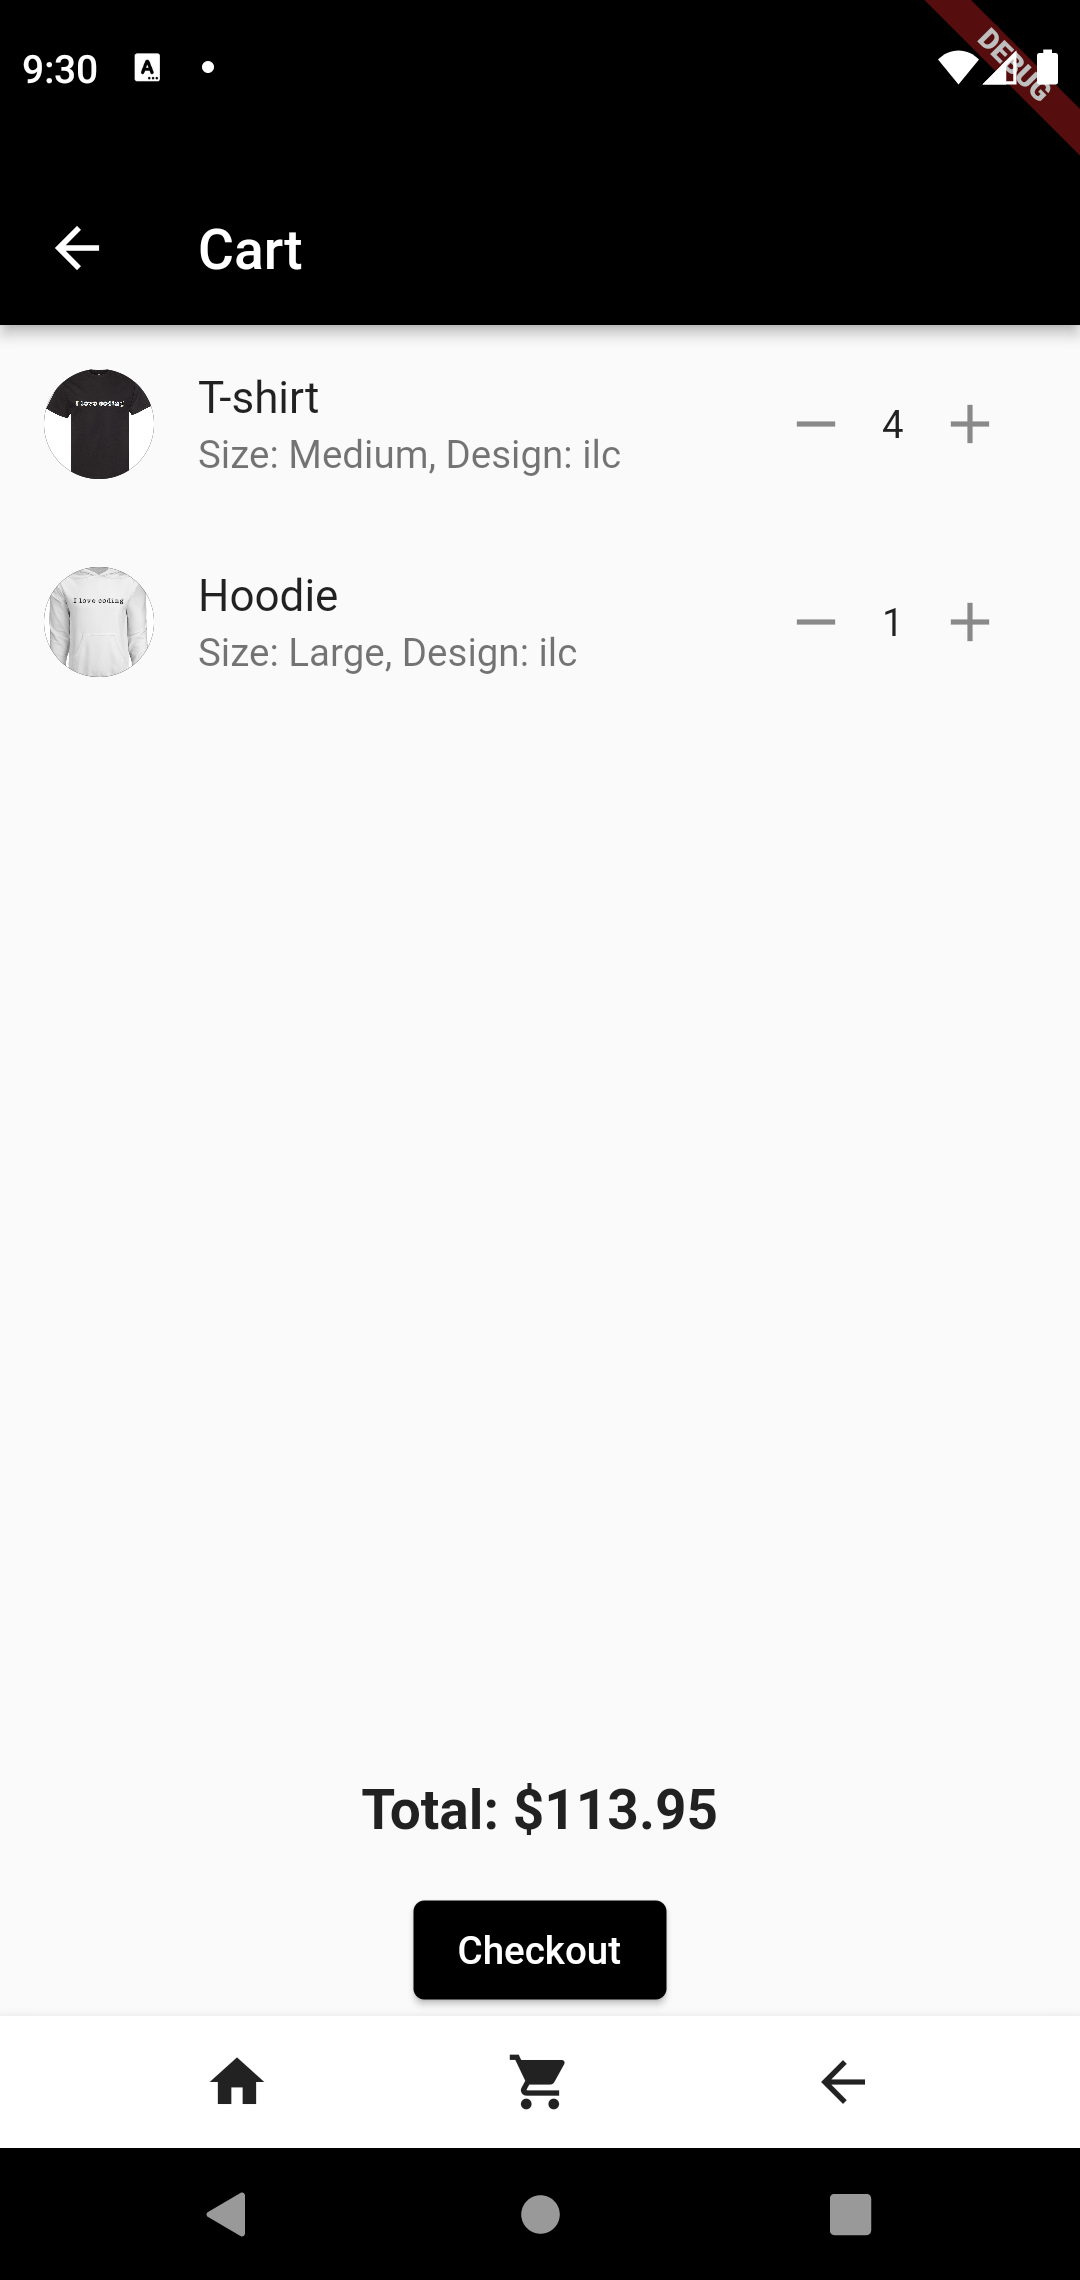 9:30
DEBUG
Cart
I love coding
T-shirt
Size: Medium, Design: ilc
4
I love coding
Hoodie
Size: Large, Design: ilc
1
Total: $113.95
Checkout